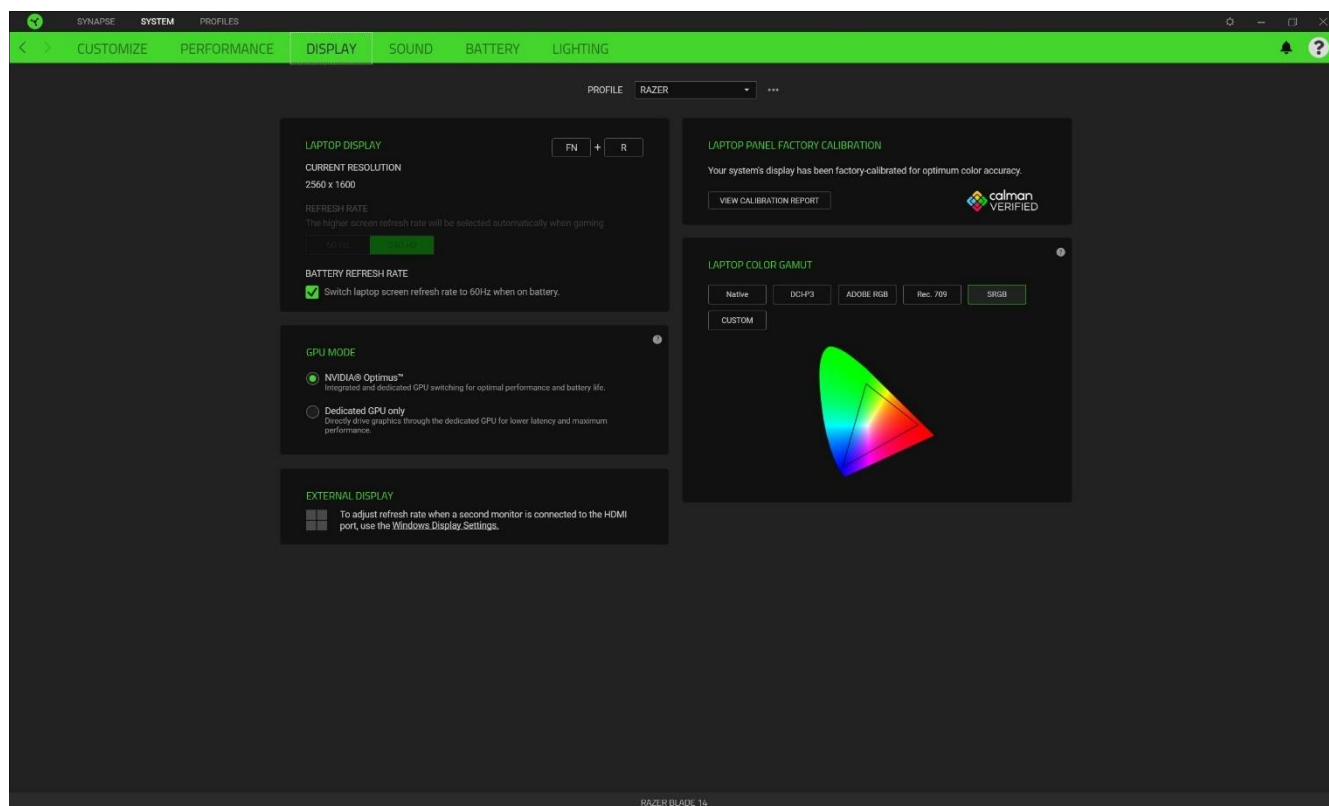 SYNAPSE SYSTEM PROFILES
CUSTOMIZE PERFORMANCE DISPLAY SOUND BATTERY LIGHTING
?
PROFILE RAZER
LAPTOP DISPLAY
FN + R
CURRENT RESOLUTION
2560 x 1600
REFRESH RATE
The higher screen refresh rate will be selected automatically when gaming
60 Hz 240 Hz
BATTERY REFRESH RATE
Switch laptop screen refresh rate to 60Hz when on battery.
GPU MODE
?
NVIDIA® Optimus™
Integrated and dedicated GPU switching for optimal performance and battery life.
Dedicated GPU only
Directly drive graphics through the dedicated GPU for lower latency and maximum
performance.
EXTERNAL DISPLAY
To adjust refresh rate when a second monitor is connected to the HDMI
port, use the Windows Display Settings.
LAPTOP PANEL FACTORY CALIBRATION
Your system's display has been factory-calibrated for optimum color accuracy.
VIEW CALIBRATION REPORT
calman
VERIFIED
?
LAPTOP COLOR GAMUT
Native DCI-P3 ADOBE RGB Rec. 709 SRGB
CUSTOM
RAZER BLADE 14